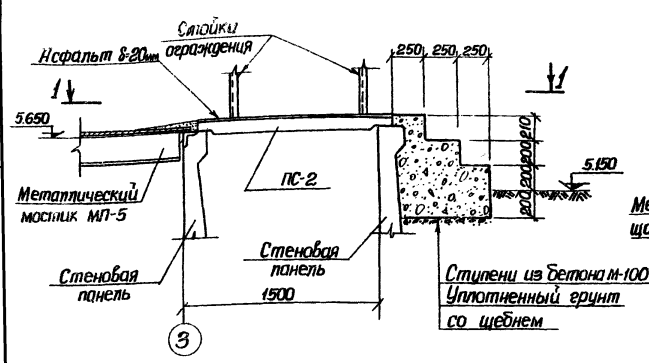 Стойки
ограждения
Асфальт δ=20мм
250 250 250
1
1
5.650
210
200
200
200
5.150
ПС-2
Металлический
мостик МП-5
Стеновая
панель
Стеновая
панель
1500
3
Ступени из бетона М-100
Уплотненный грунт
со щебнем